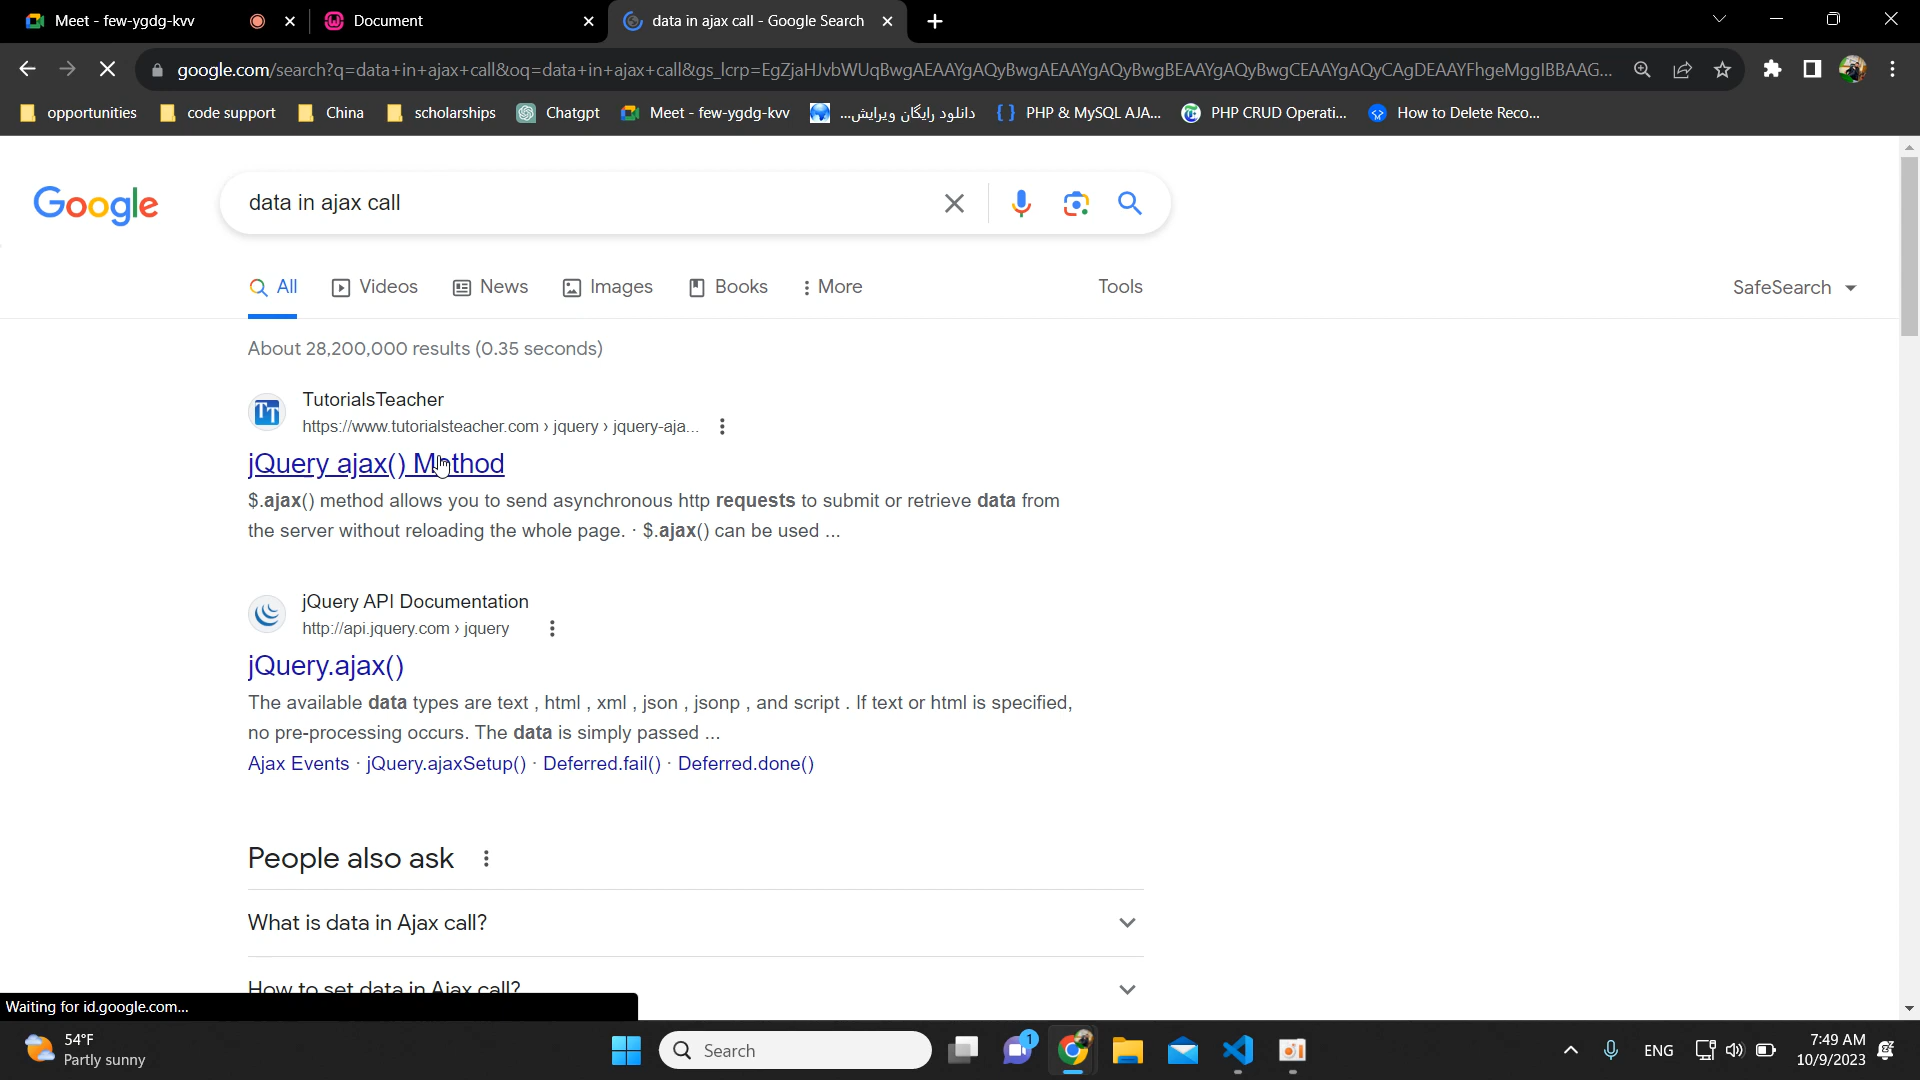 Meet - few-ygdg-kvv
Document
data in ajax call - Google Search
google.com/search?q=data+in+ajax+call&oq=data+in+ajax+call&gs_lcrp=EgZjaHJvbWUqBwgAEAAYgAQyBwgAEAAYgAQyBwgBEAAYgAQyBwgCEAAYgAQyCAgDEAAYFhgeMggIBBAAG...
opportunities
code support
China
scholarships
Chatgpt
Meet - few-ygdg-kvv
دانلود رایگان و ویرایش...
PHP & MySQL AJA...
PHP CRUD Operati...
How to Delete Reco...
Google
data in ajax call
All
Videos
News
Images
Books
More
Tools
SafeSearch
About 28,200,000 results (0.35 seconds)
TutorialsTeacher
https://www.tutorialsteacher.com › jquery › jquery-aja...
jQuery ajax() Method
$.ajax() method allows you to send asynchronous http requests to submit or retrieve data from
the server without reloading the whole page. · $.ajax() can be used ...
jQuery API Documentation
http://api.jquery.com › jquery
jQuery.ajax()
The available data types are text , html , xml , json , jsonp , and script . If text or html is specified,
no pre-processing occurs. The data is simply passed ...
Ajax Events · jQuery.ajaxSetup() · Deferred.fail() · Deferred.done()
People also ask
What is data in Ajax call?
How to set data in Ajax call?
Waiting for id.google.com...
54°F
Partly sunny
Search
1
ENG
7:49 AM
10/9/2023